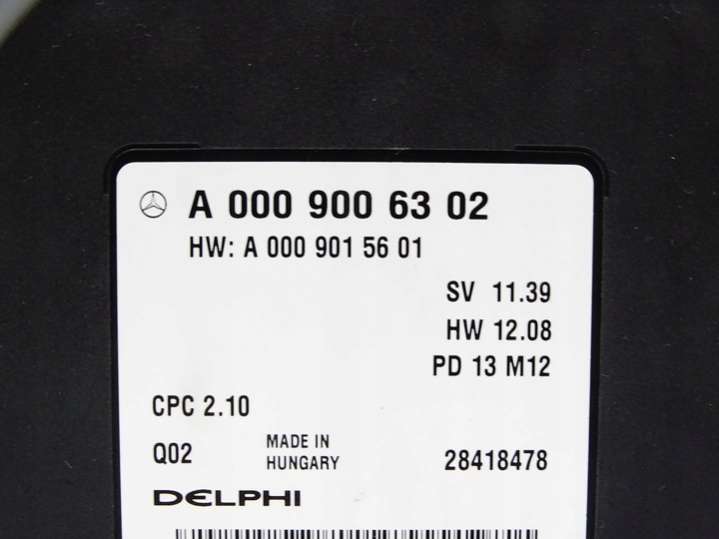 A 000 900 63 02
HW: A 000 901 56 01
SV 11.39
HW 12.08
PD 13 M12
CPC 2.10
Q02
MADE IN
HUNGARY
28418478
DELPHI